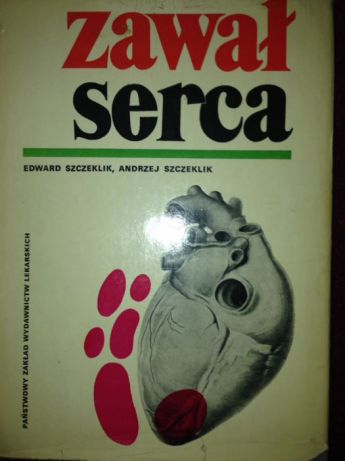 zawał
serca
EDWARD SZCZEKLIK, ANDRZEJ SZCZEKLIK
PAŃSTWOWY ZAKŁAD WYDAWNICTW LEKARSKICH